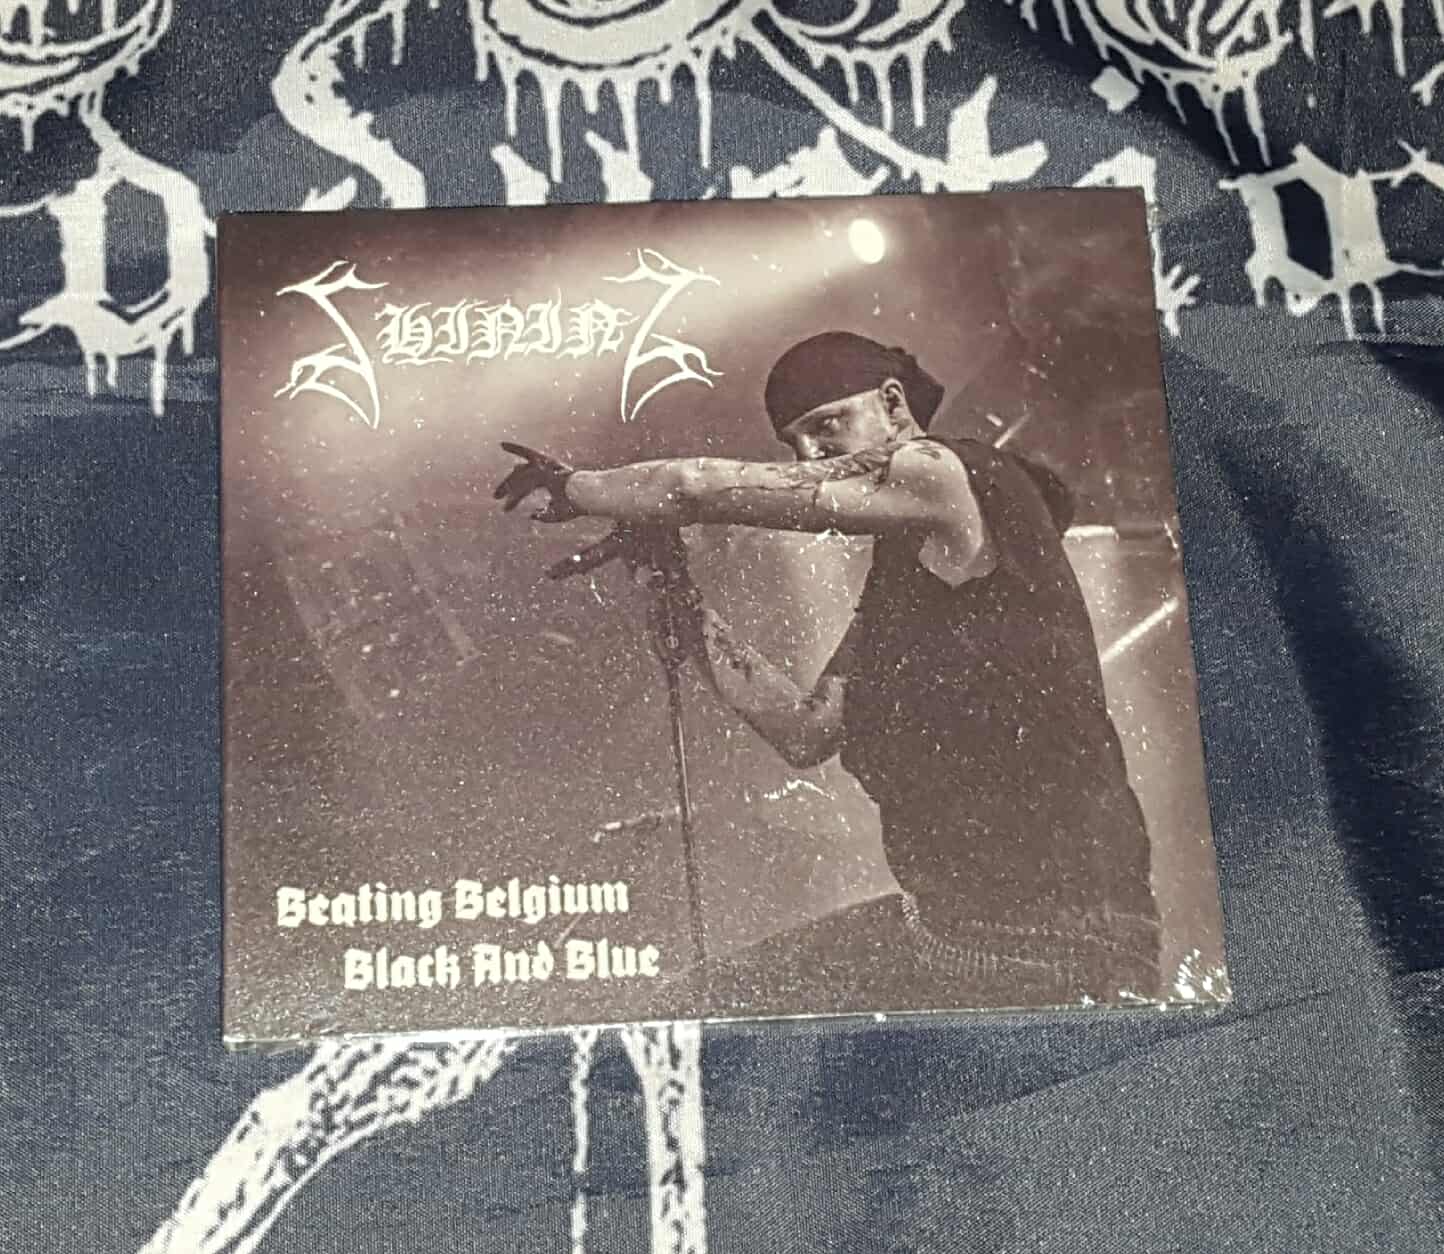 Shining
Beating Belgium
Black And Blue